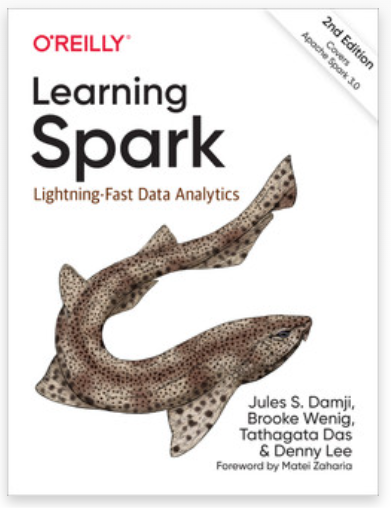 O'REILLY®
2nd Edition
Covers
Apache Spark 3.0
Learning
Spark
Lightning-Fast Data Analytics
Jules S. Damji,
Brooke Wenig,
Tathagata Das
& Denny Lee
Foreword by Matei Zaharia